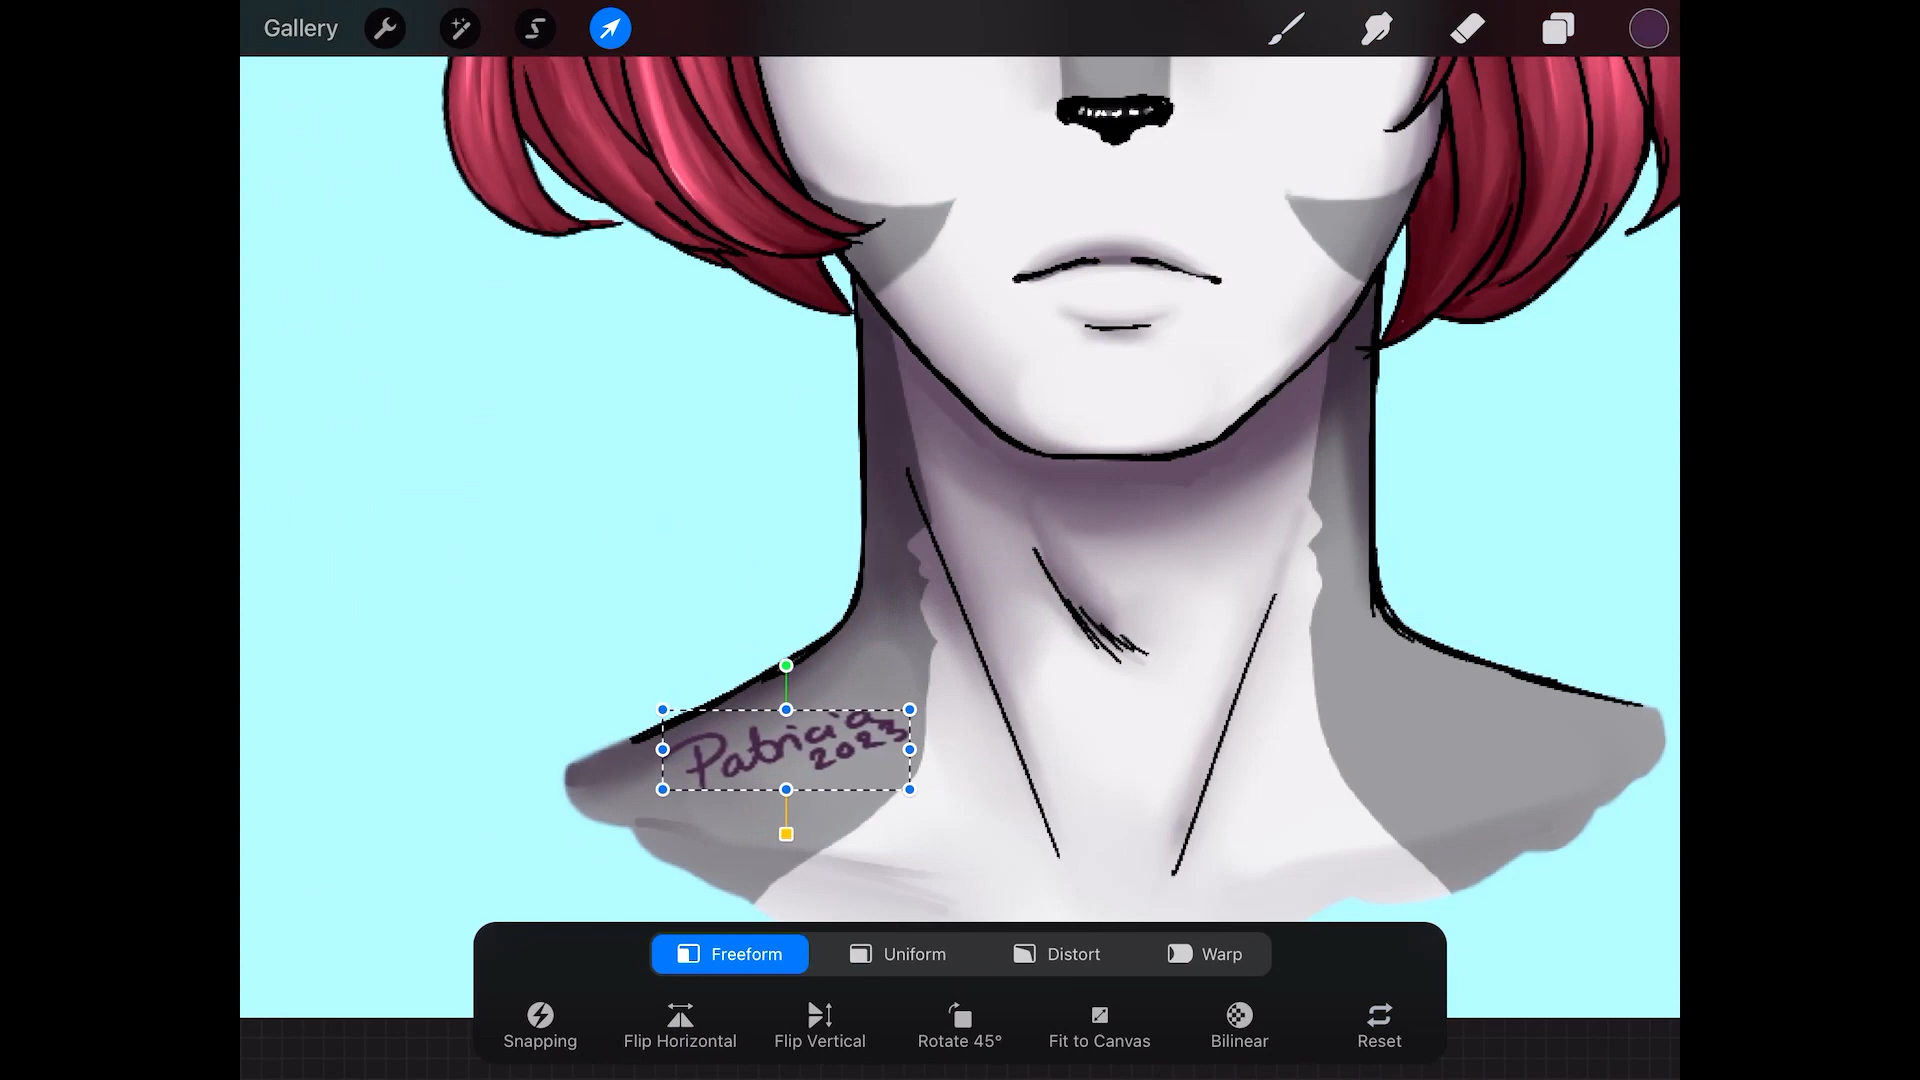 Gallery
Patricia
2023
Freeform Uniform Distort Warp
Snapping Flip Horizontal Flip Vertical Rotate 45° Fit to Canvas Bilinear Reset